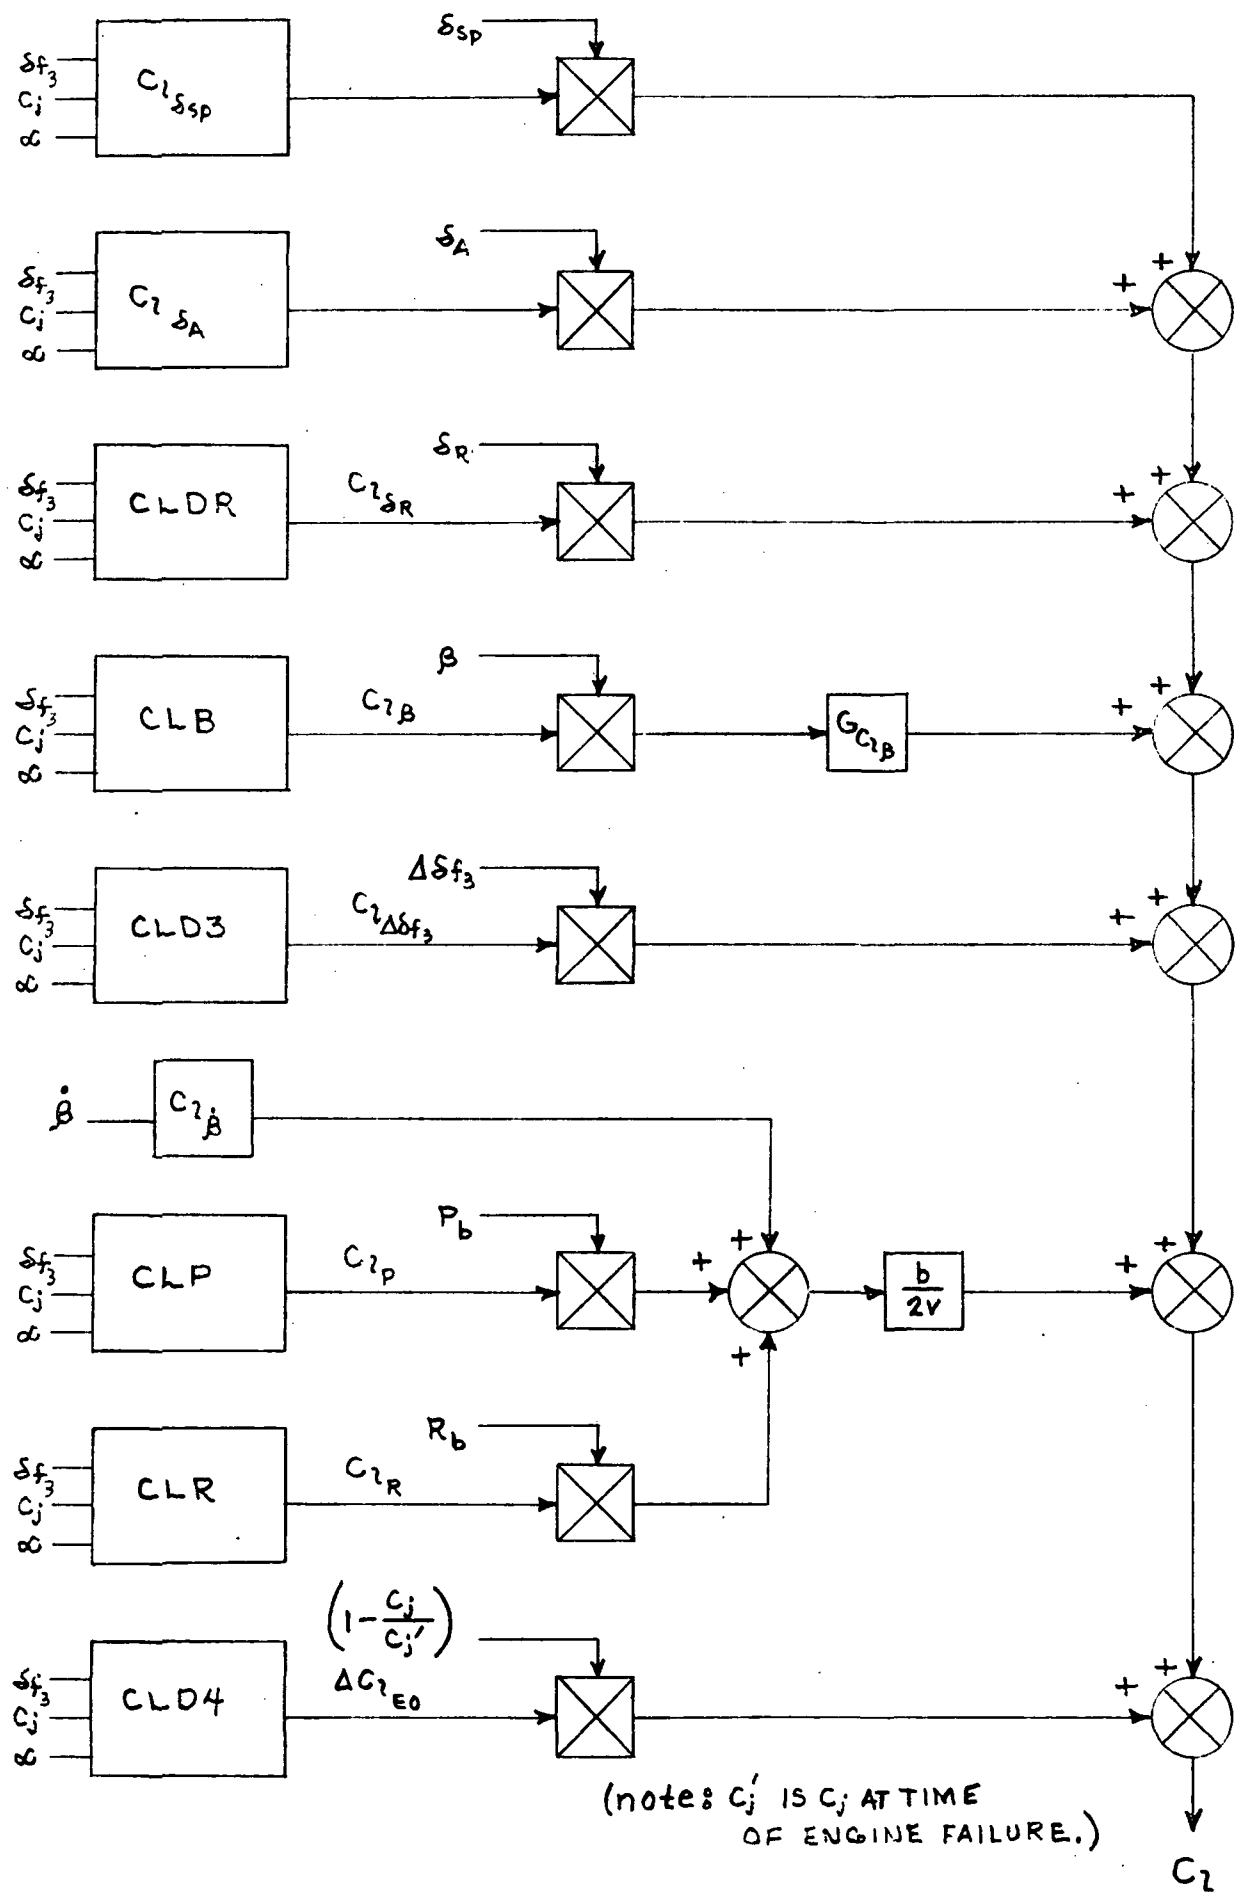 δsp
δf3
Cj
α
Clδsp
δA
δf3
Cj
α
ClδA
+
+
δR
δf3
Cj
α
CLDR
ClδR
+
+
β
δf3
Cj
α
CLB
Clβ
GClβ
+
+
Δδf3
δf3
Cj
α
CLD3
ClΔδf3
+
+
β̇
Clβ̇
Pb
δf3
Cj
α
CLP
ClP
+
+
+
b
2V
+
+
Rb
δf3
Cj
α
CLR
ClR
(1-Cj/Cj′)
δf3
Cj
α
CLD4
ΔClEO
+
+
(note: Cj′ IS Cj AT TIME
OF ENGINE FAILURE.)
Cl